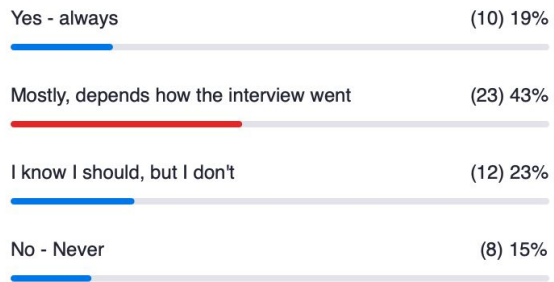 Yes - always (10) 19%
Mostly, depends how the interview went (23) 43%
I know I should, but I don't (12) 23%
No - Never (8) 15%